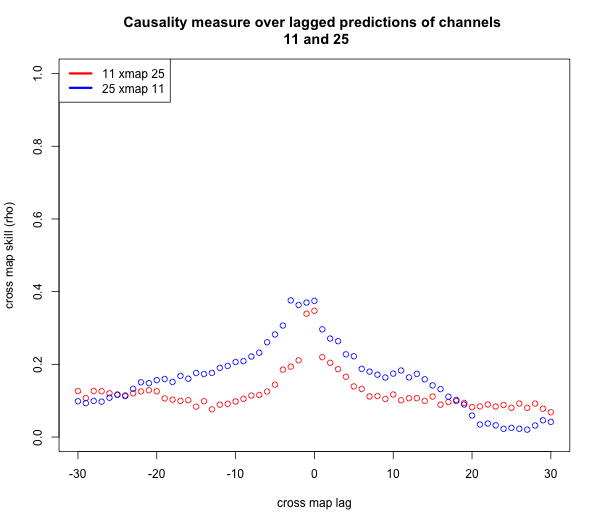 Causality measure over lagged predictions of channels
11 and 25
11 xmap 25
25 xmap 11
cross map skill (rho)
1.0
0.8
0.6
0.4
0.2
0.0
-30 -20 -10 0 10 20 30
cross map lag